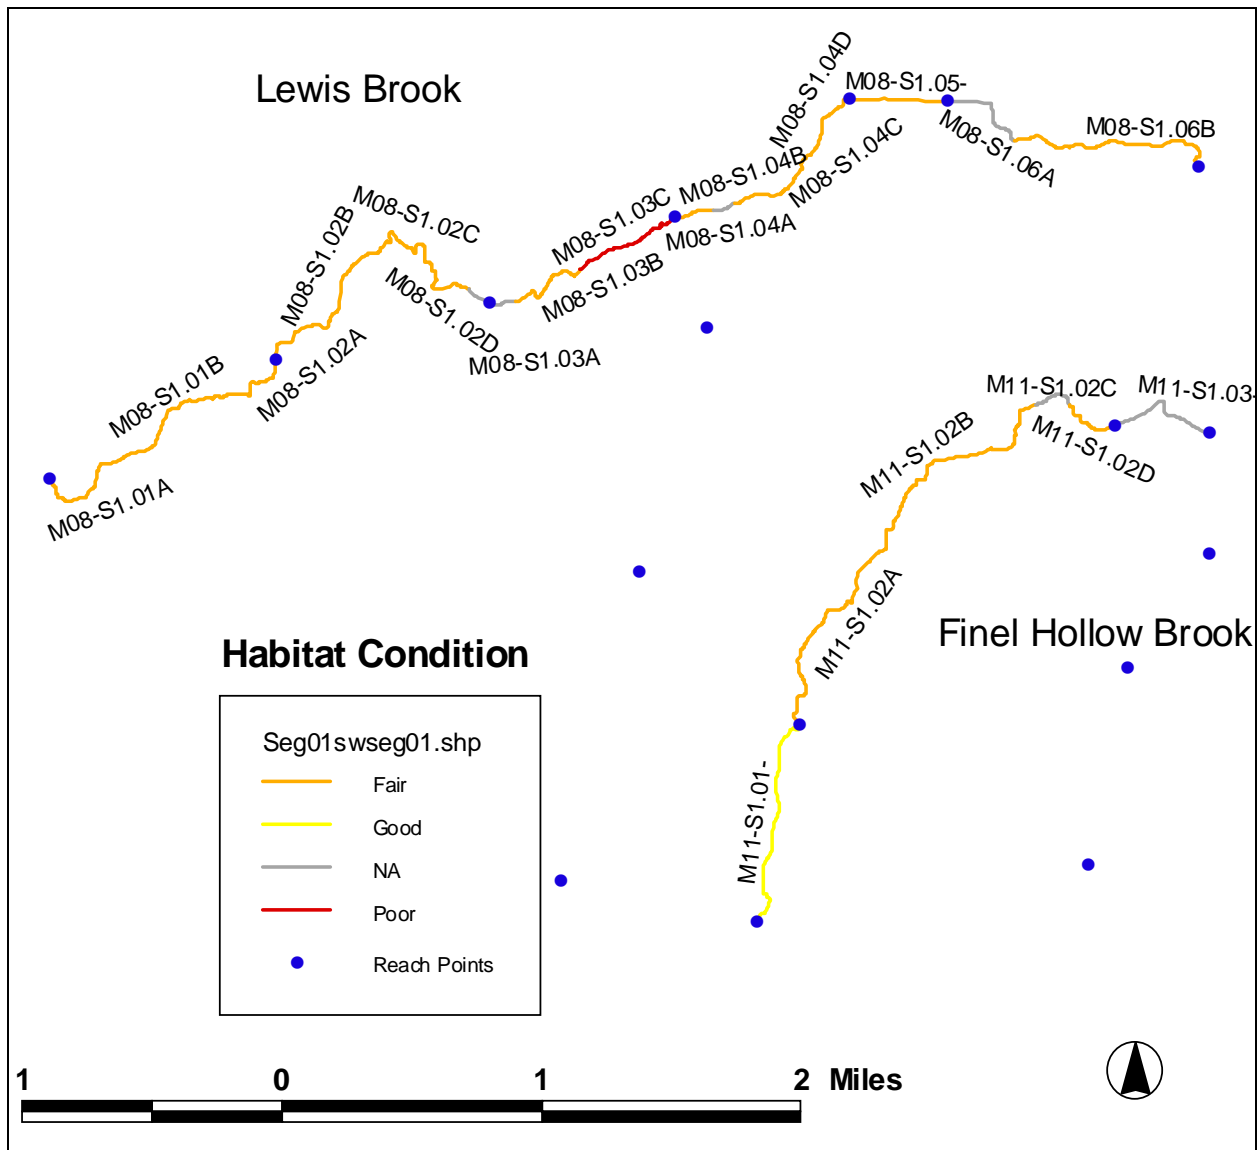 Lewis Brook
M08-S1.04D
M08-S1.05-
M08-S1.06B
M08-S1.06A
M08-S1.04C
M08-S1.04B
M08-S1.04A
M08-S1.03C
M08-S1.03B
M08-S1.03A
M08-S1.02C
M08-S1.02B
M08-S1.02D
M08-S1.02A
M08-S1.01B
M08-S1.01A
M11-S1.02C
M11-S1.03-
M11-S1.02B
M11-S1.02D
M11-S1.02A
M11-S1.01-
Finel Hollow Brook
Habitat Condition
Seg01swseg01.shp
Fair
Good
NA
Poor
Reach Points
1 0 1 2 Miles